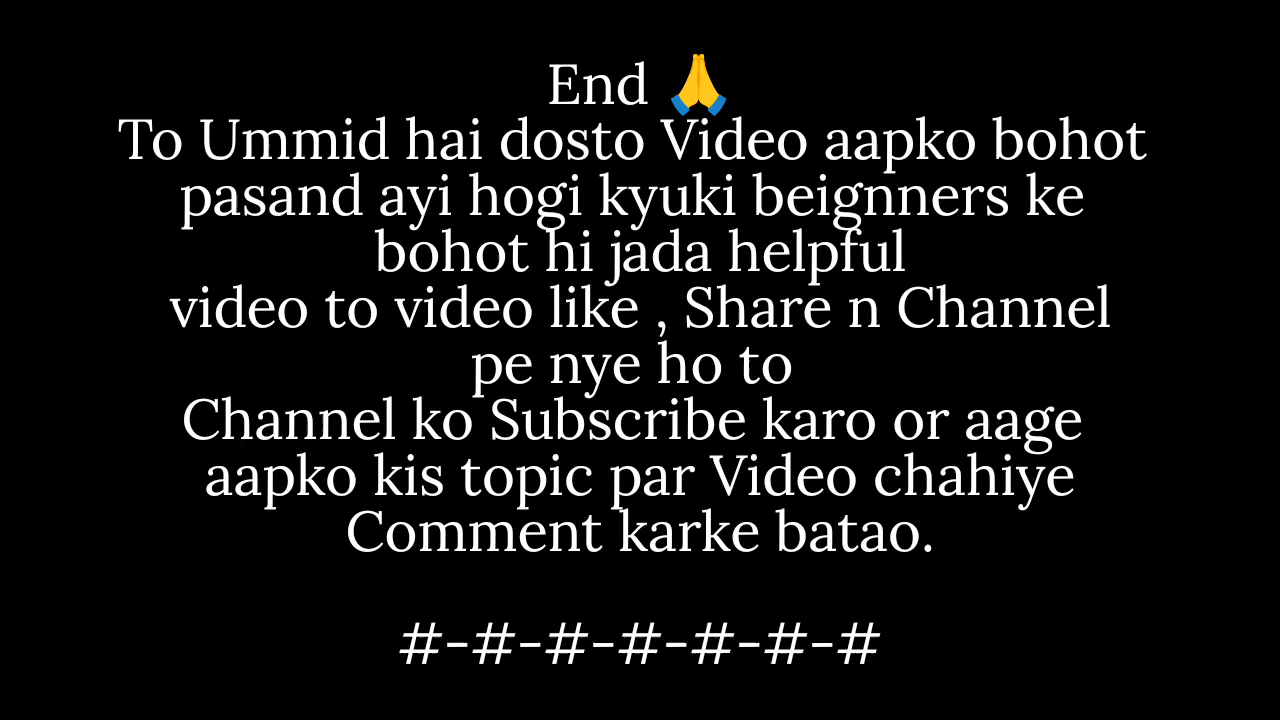 End 🙏
To Ummid hai dosto Video aapko bohot
pasand ayi hogi kyuki beignners ke
bohot hi jada helpful
video to video like , Share n Channel
pe nye ho to
Channel ko Subscribe karo or aage
aapko kis topic par Video chahiye
Comment karke batao.
#-#-#-#-#-#-#